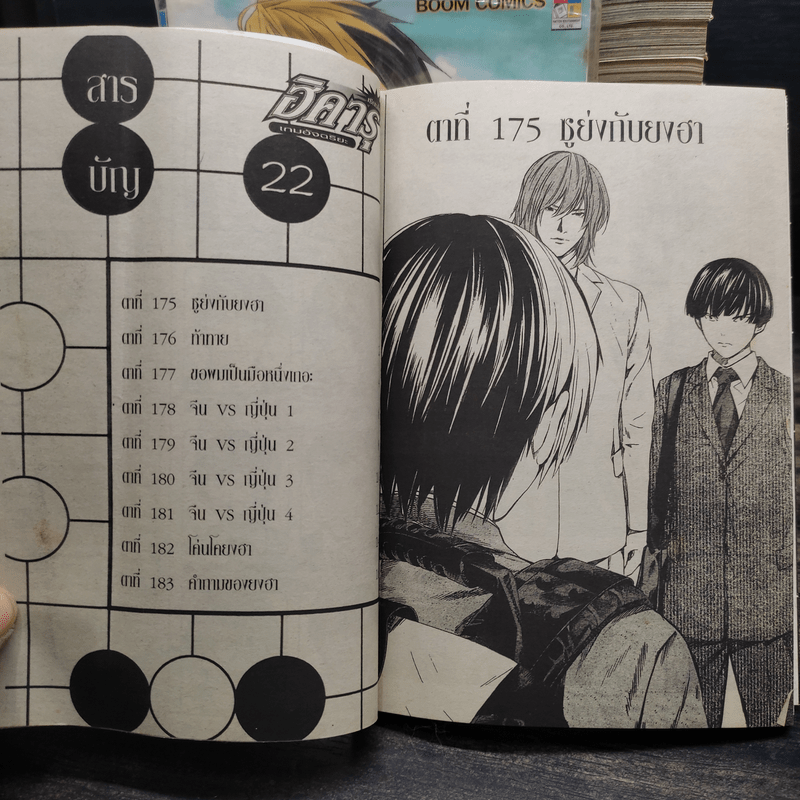 BOOM COMICS
สาร
บัญ
ฮิคารุ
เกมอัจฉริยะ
22
ตาที่ 175 ซูย่งกับยงฮา
ตาที่ 176 ท้าทาย
ตาที่ 177 ขอผมเป็นมือหนึ่งเถอะ
ตาที่ 178 จีน VS ญี่ปุ่น 1
ตาที่ 179 จีน VS ญี่ปุ่น 2
ตาที่ 180 จีน VS ญี่ปุ่น 3
ตาที่ 181 จีน VS ญี่ปุ่น 4
ตาที่ 182 โค่นโคยงฮา
ตาที่ 183 คำถามของยงฮา
ตาที่ 175 ซูย่งกับยงฮา